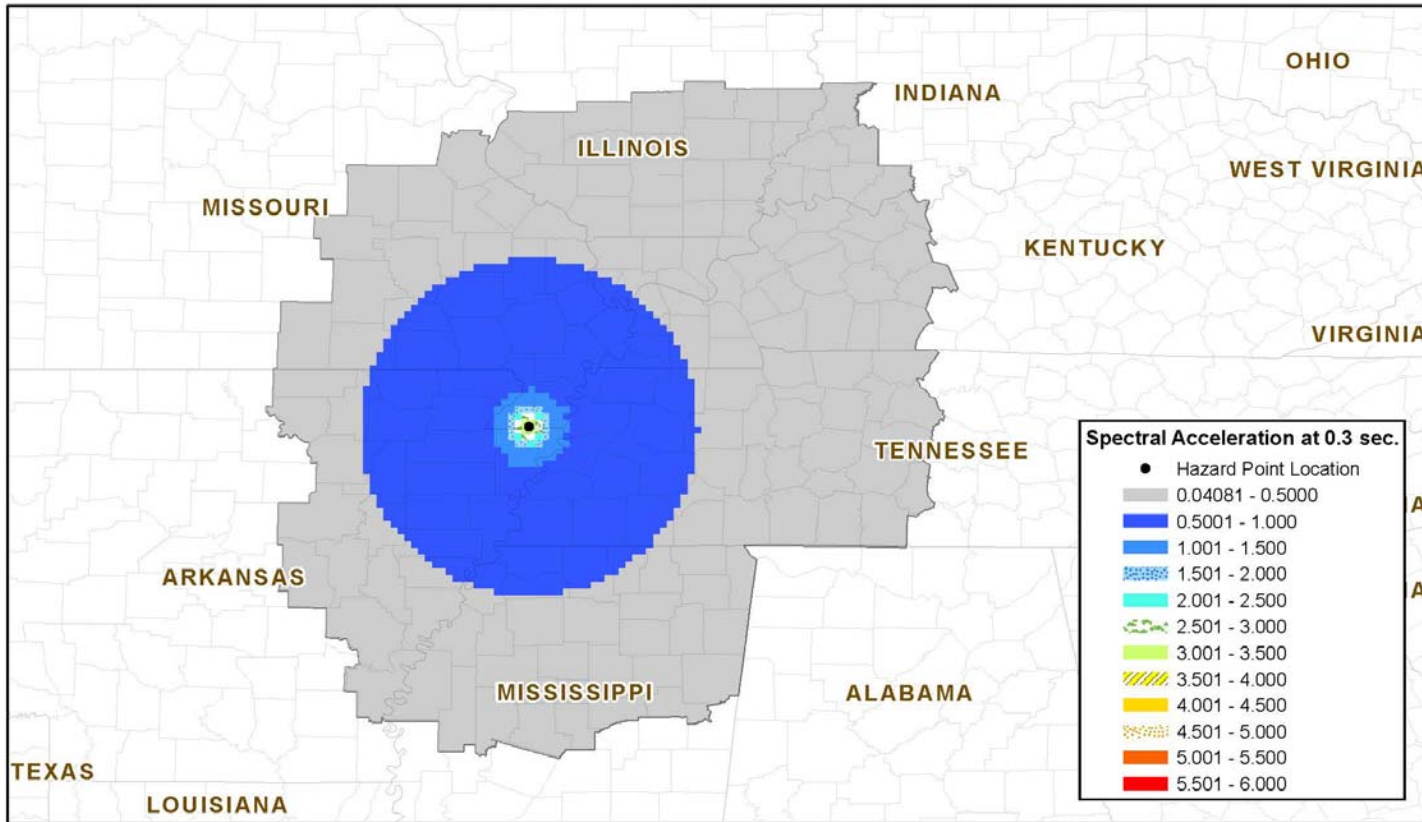 OHIO
INDIANA
ILLINOIS
WEST VIRGINIA
MISSOURI
KENTUCKY
VIRGINIA
TENNESSEE
ARKANSAS
MISSISSIPPI
ALABAMA
TEXAS
LOUISIANA
Spectral Acceleration at 0.3 sec.
Hazard Point Location
0.04081 - 0.5000
0.5001 - 1.000
1.001 - 1.500
1.501 - 2.000
2.001 - 2.500
2.501 - 3.000
3.001 - 3.500
3.501 - 4.000
4.001 - 4.500
4.501 - 5.000
5.001 - 5.500
5.501 - 6.000